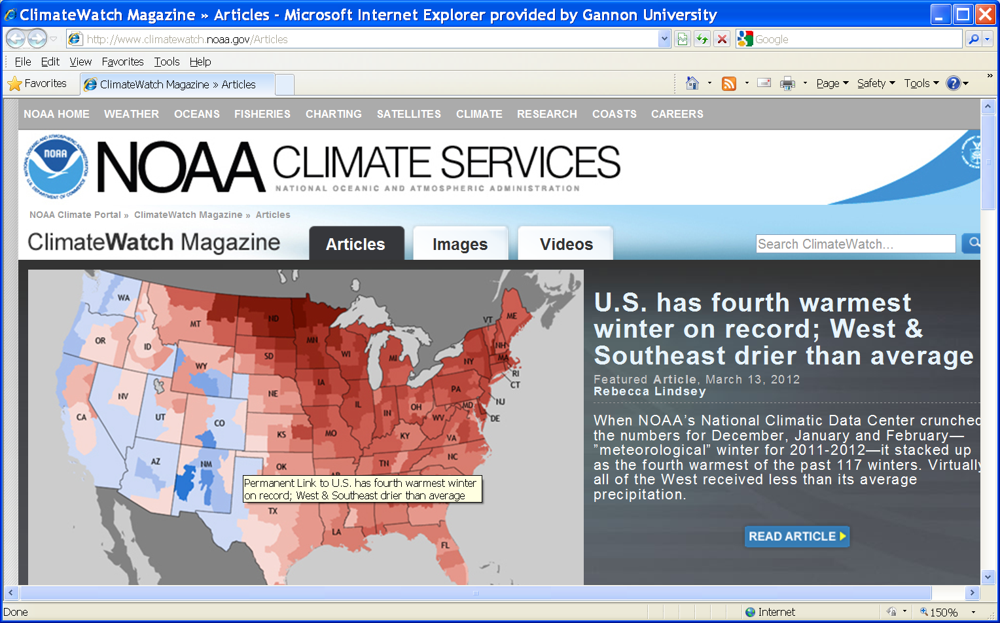 ClimateWatch Magazine » Articles - Microsoft Internet Explorer provided by Gannon University
http://www.climatewatch.noaa.gov/Articles
Google
File Edit View Favorites Tools Help
Favorites
ClimateWatch Magazine » Articles
Page Safety Tools »
NOAA HOME WEATHER OCEANS FISHERIES CHARTING SATELLITES CLIMATE RESEARCH COASTS CAREERS
NOAA
NATIONAL OCEANIC AND ATMOSPHERIC ADMINISTRATION
U.S. DEPARTMENT OF COMMERCE
NOAA CLIMATE SERVICES
NATIONAL OCEANIC AND ATMOSPHERIC ADMINISTRATION
NOAA Climate Portal » ClimateWatch Magazine » Articles
ClimateWatch Magazine
Articles
Images
Videos
Search ClimateWatch...
WA
MT
ND
MN
VT
ME
OR
ID
WY
SD
WI
MI
NY
NH
MA
RI
CT
NV
UT
CO
NE
IA
IL
IN
OH
PA
NJ
MD
DE
CA
KS
MO
KY
WV
VA
AZ
NM
OK
TN
NC
TX
LA
FL
Permanent Link to U.S. has fourth warmest winter
on record; West & Southeast drier than average
U.S. has fourth warmest
winter on record; West &
Southeast drier than average
Featured Article, March 13, 2012
Rebecca Lindsey
When NOAA's National Climatic Data Center crunched
the numbers for December, January and February—
"meteorological" winter for 2011-2012—it stacked up
as the fourth warmest of the past 117 winters. Virtually
all of the West received less than its average
precipitation.
READ ARTICLE
Done
Internet
150%